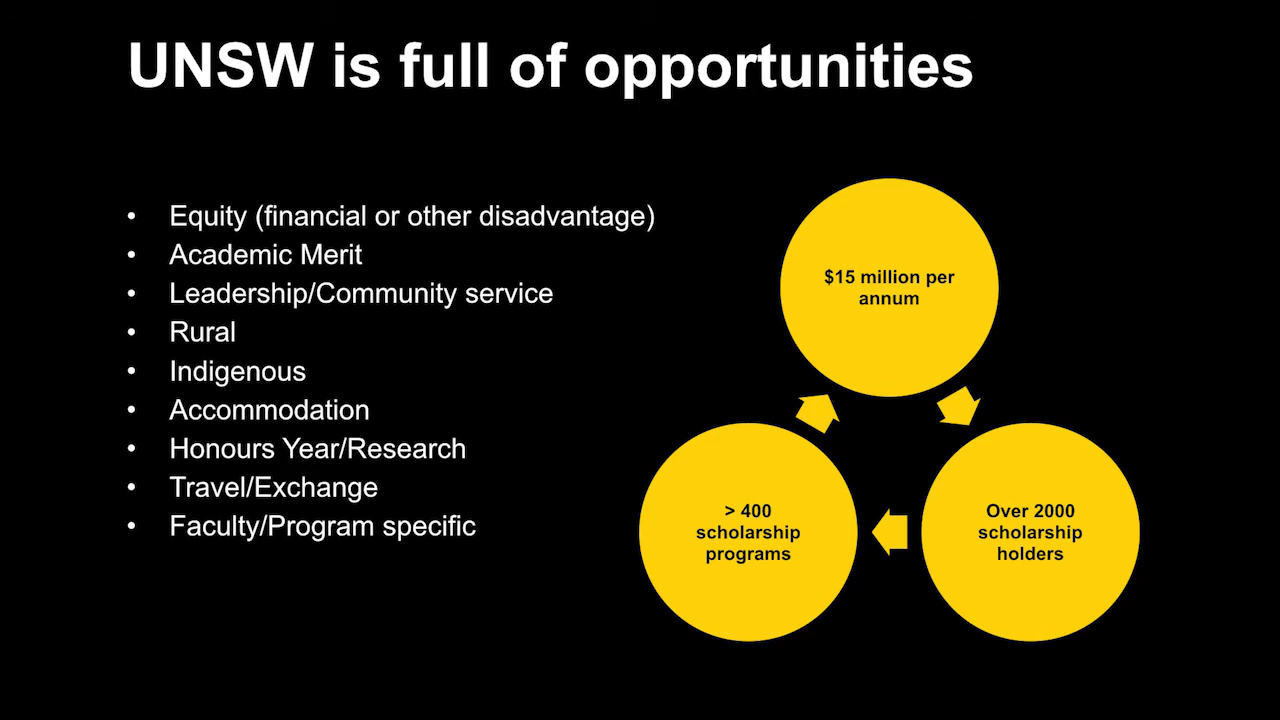 UNSW is full of opportunities
• Equity (financial or other disadvantage)
• Academic Merit
• Leadership/Community service
• Rural
• Indigenous
• Accommodation
• Honours Year/Research
• Travel/Exchange
• Faculty/Program specific
$15 million per
annum
Over 2000
scholarship
holders
> 400
scholarship
programs